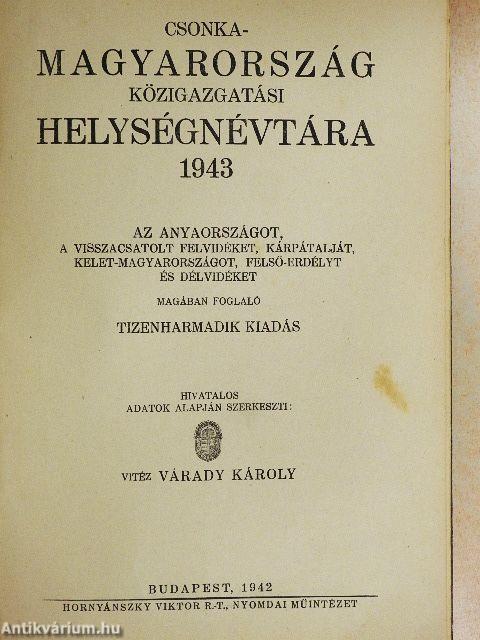 CSONKA-
MAGYARORSZÁG
KÖZIGAZGATÁSI
HELYSÉGNÉVTÁRA
1943
AZ ANYAORSZÁGOT,
A VISSZACSATOLT FELVIDÉKET, KÁRPÁTALJÁT,
KELET-MAGYARORSZÁGOT, FELSŐ-ERDÉLYT
ÉS DÉLVIDÉKET
MAGÁBAN FOGLALÓ
TIZENHARMADIK KIADÁS
HIVATALOS
ADATOK ALAPJÁN SZERKESZTI:
VITÉZ VÁRADY KÁROLY
BUDAPEST, 1942
HORNYÁNSZKY VIKTOR R.-T., NYOMDAI MŰINTÉZET
Antikvárium.hu